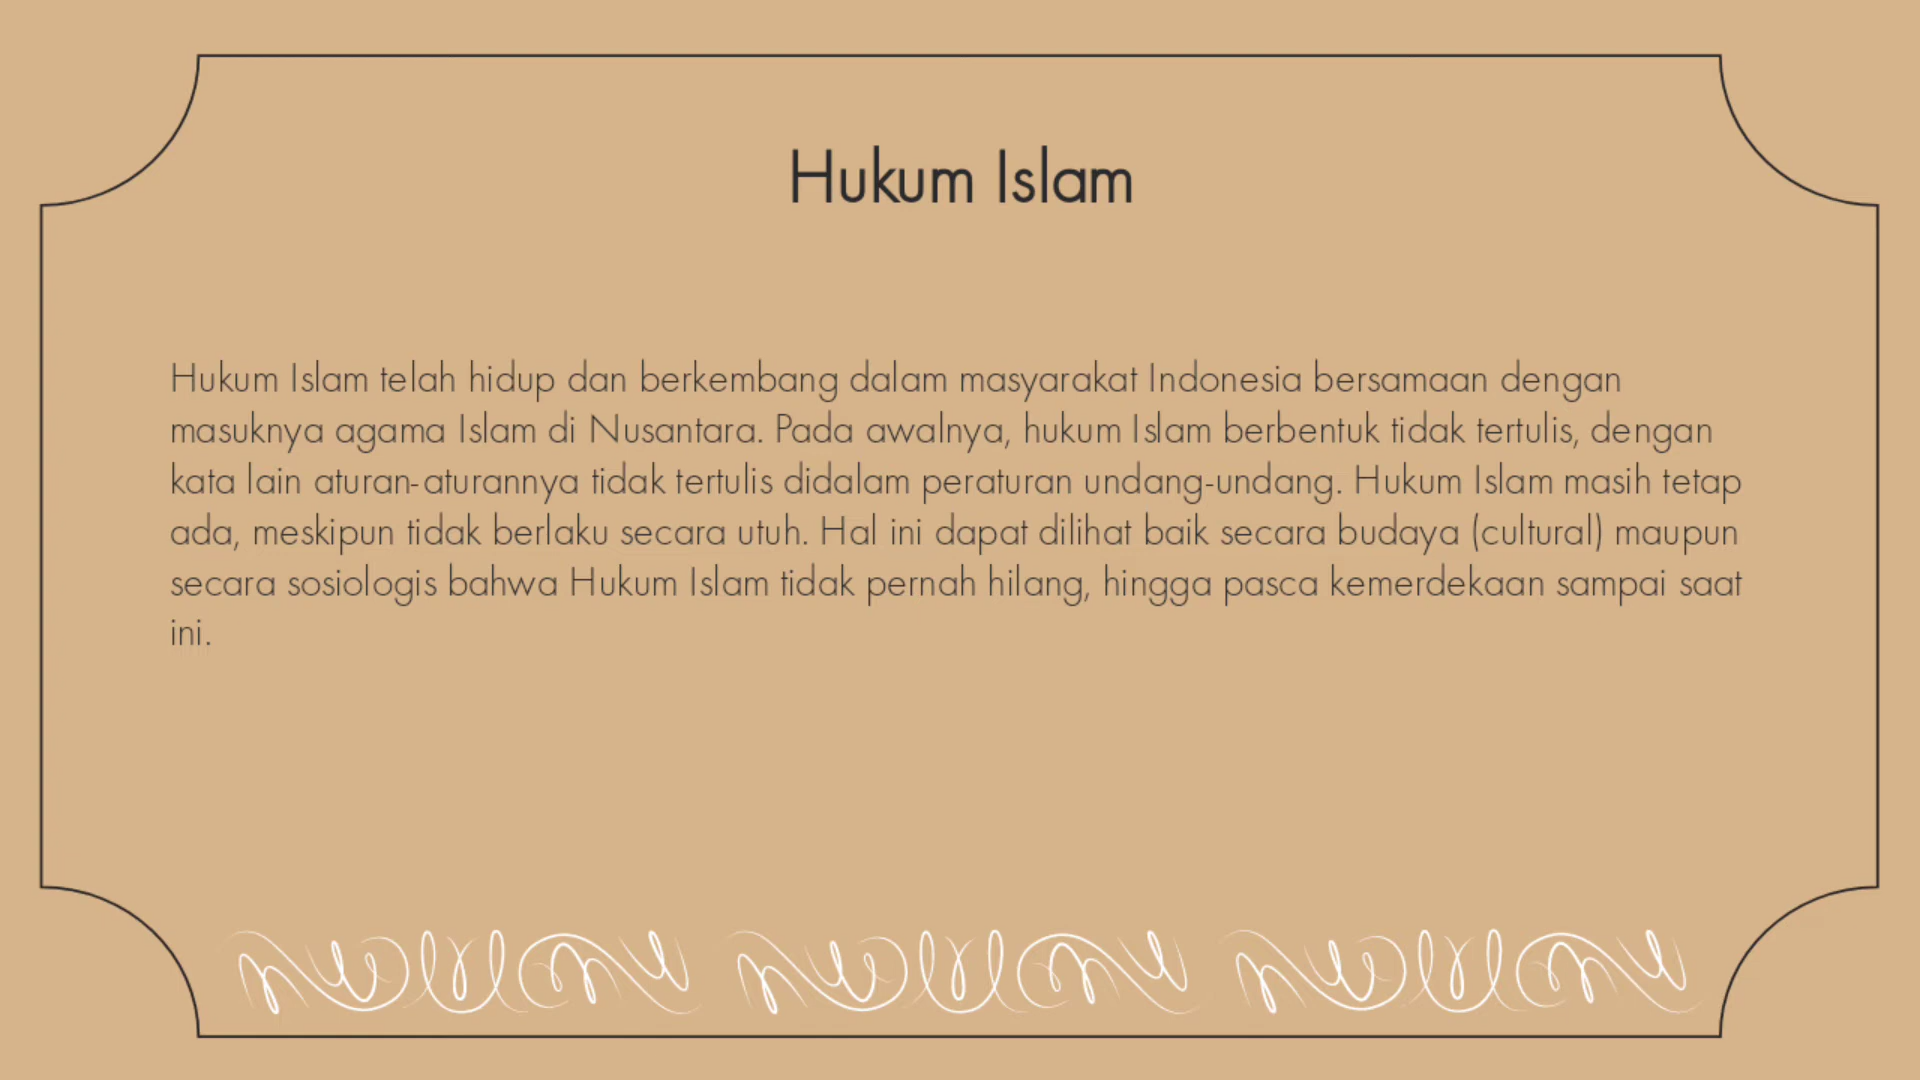 Hukum Islam
Hukum Islam telah hidup dan berkembang dalam masyarakat Indonesia bersamaan dengan
masuknya agama Islam di Nusantara. Pada awalnya, hukum Islam berbentuk tidak tertulis, dengan
kata lain aturan-aturannya tidak tertulis didalam peraturan undang-undang. Hukum Islam masih tetap
ada, meskipun tidak berlaku secara utuh. Hal ini dapat dilihat baik secara budaya (cultural) maupun
secara sosiologis bahwa Hukum Islam tidak pernah hilang, hingga pasca kemerdekaan sampai saat
ini.